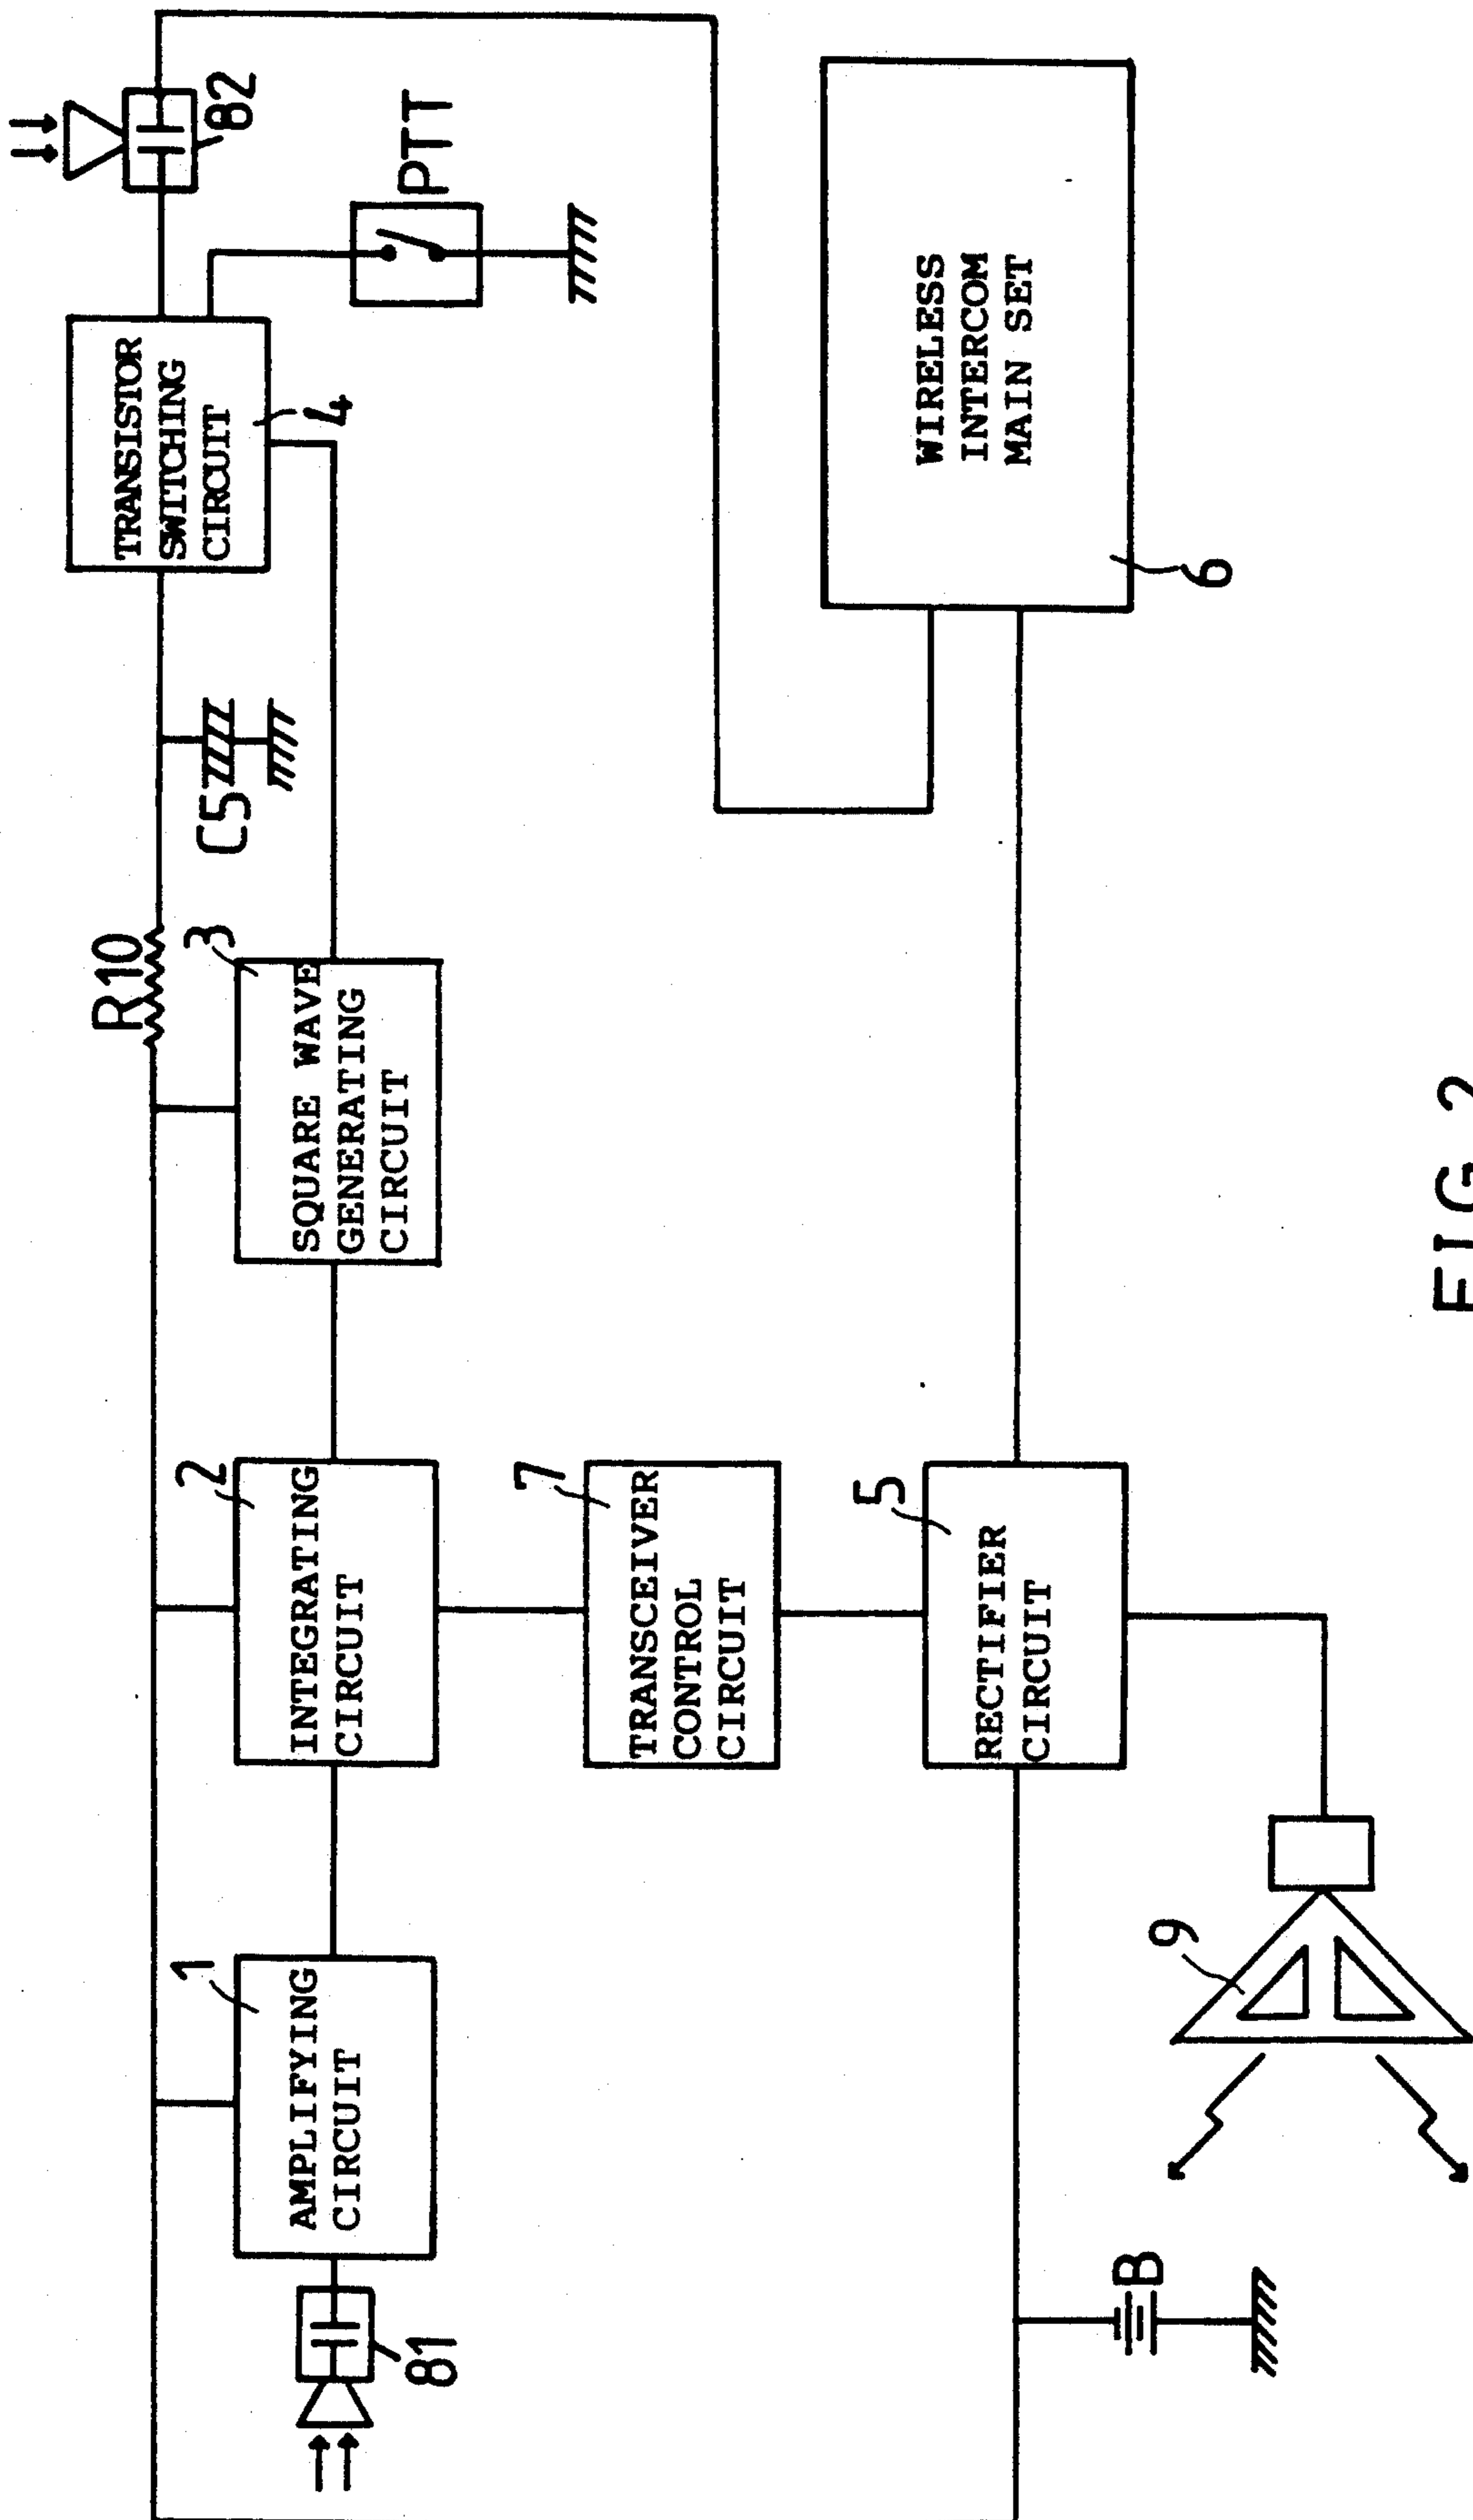 82
PTT
TRANSISTOR
SWITCHING
CIRCUIT
4
WIRELESS
INTERCOM
MAIN SET
6
C5
R10
3
SQUARE WAVE
GENERATING
CIRCUIT
2
INTEGRATING
CIRCUIT
7
TRANSCEIVER
CONTROL
CIRCUIT
5
RECTIFIER
CIRCUIT
1
AMPLIFYING
CIRCUIT
81
9
B
FIG 2